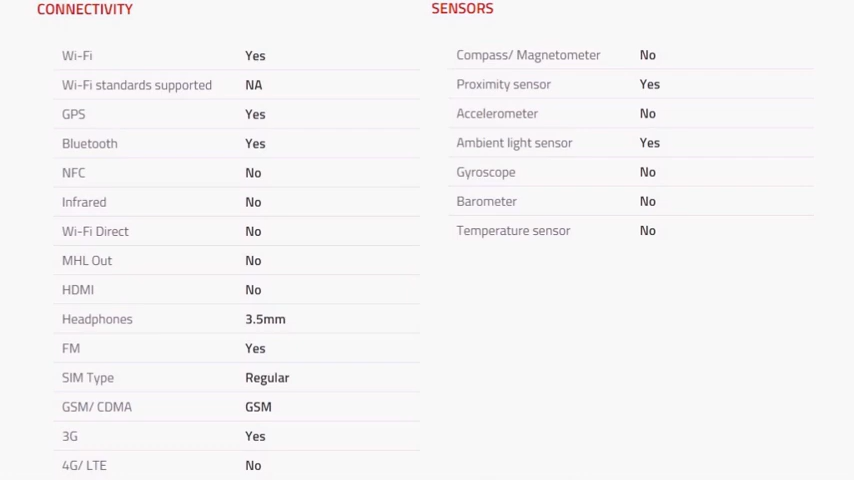 CONNECTIVITY
Wi-Fi Yes
Wi-Fi standards supported NA
GPS Yes
Bluetooth Yes
NFC No
Infrared No
Wi-Fi Direct No
MHL Out No
HDMI No
Headphones 3.5mm
FM Yes
SIM Type Regular
GSM/ CDMA GSM
3G Yes
4G/ LTE No
SENSORS
Compass/ Magnetometer No
Proximity sensor Yes
Accelerometer No
Ambient light sensor Yes
Gyroscope No
Barometer No
Temperature sensor No